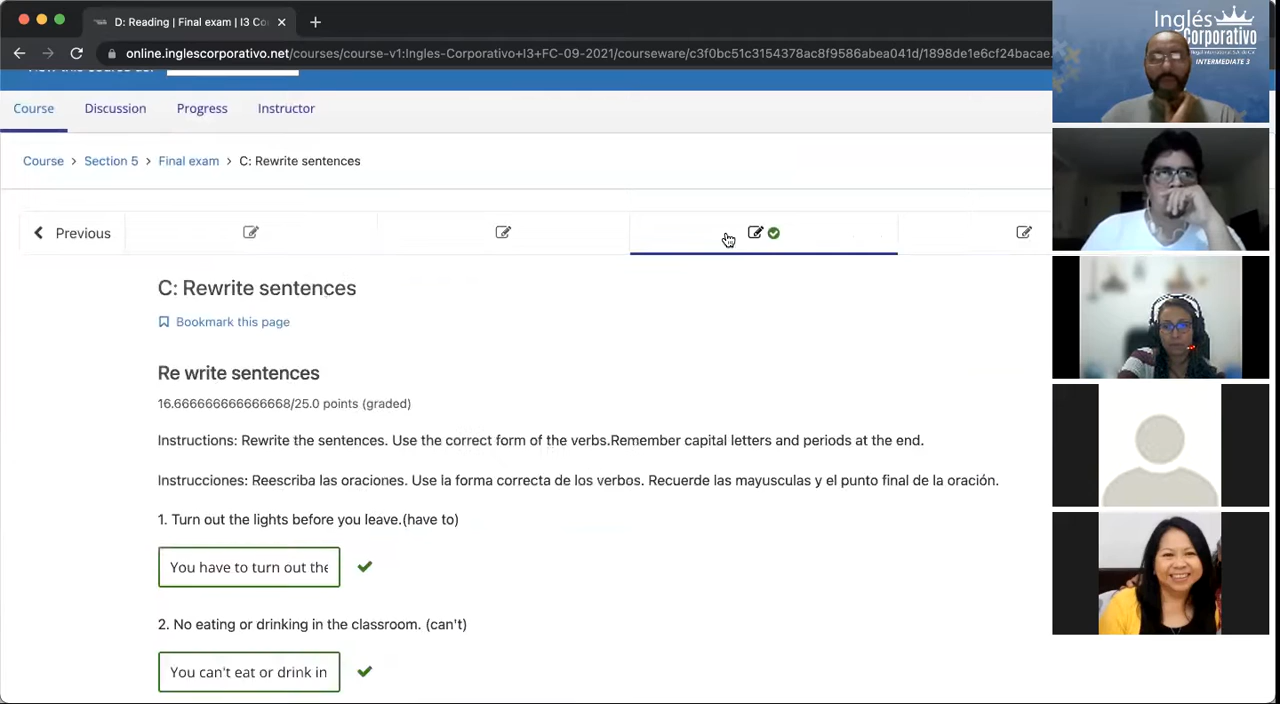 D: Reading | Final exam | I3 Co
online.inglescorporativo.net/courses/course-v1:Ingles-Corporativo+I3-FC-09-2021/courseware/c3f0bc51c3154378ac8f9586abea041d/1898de1e6cf24bacae
Course Discussion Progress Instructor
Course > Section 5 > Final exam > C: Rewrite sentences
Previous
C: Rewrite sentences
Bookmark this page
Re write sentences
16.666666666666668/25.0 points (graded)
Instructions: Rewrite the sentences. Use the correct form of the verbs.Remember capital letters and periods at the end.
Instrucciones: Reescriba las oraciones. Use la forma correcta de los verbos. Recuerde las mayusculas y el punto final de la oración.
1. Turn out the lights before you leave.(have to)
You have to turn out the
2. No eating or drinking in the classroom. (can't)
You can't eat or drink in
Inglés
Corporativo
INTERMEDIATE 3